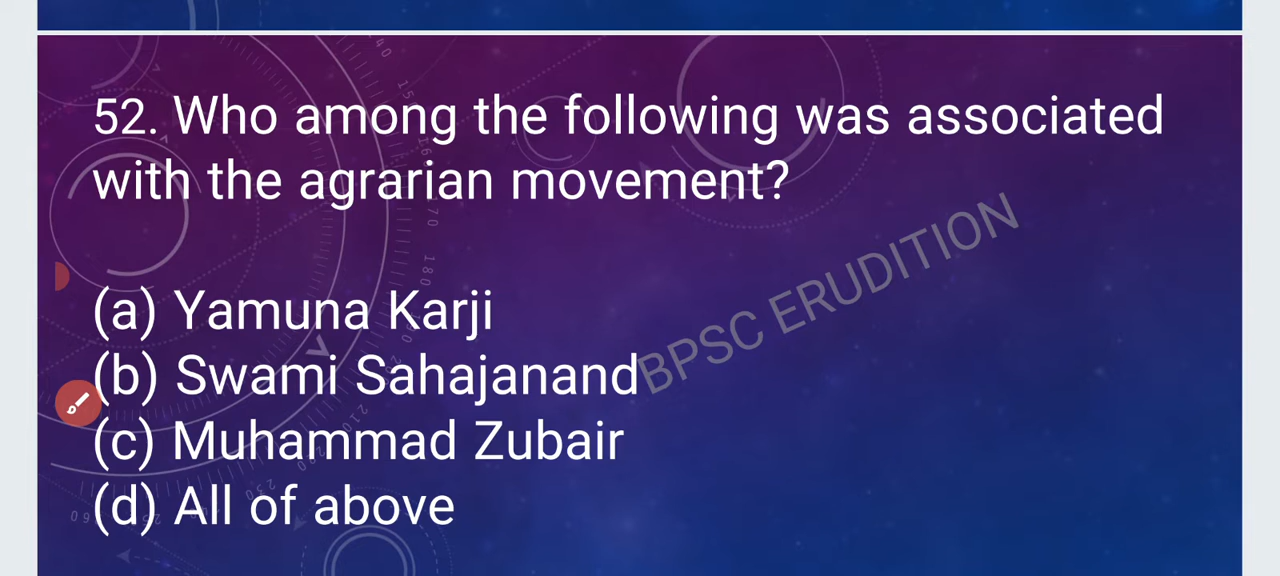 52. Who among the following was associated
with the agrarian movement?
(a) Yamuna Karji
(b) Swami Sahajanand
(c) Muhammad Zubair
(d) All of above
BPSC ERUDITION